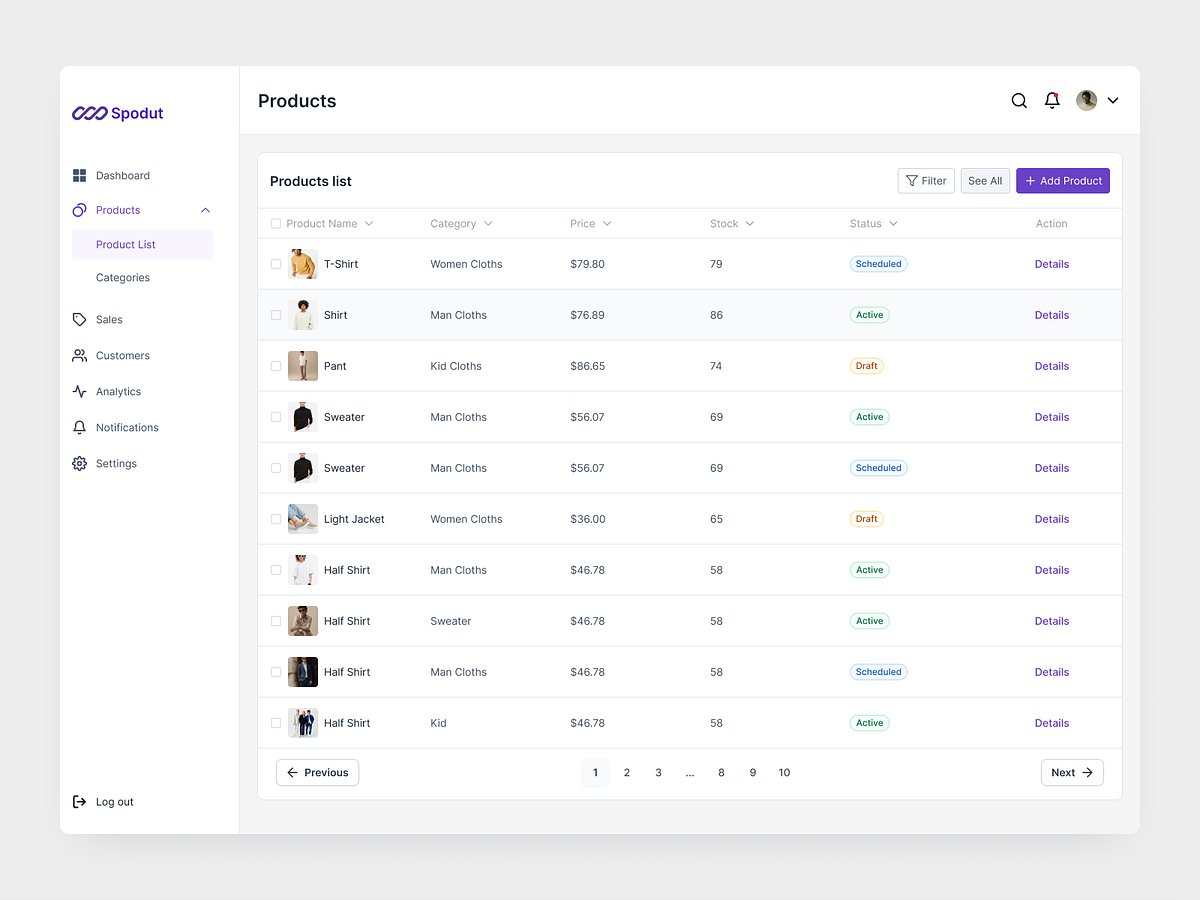 Spodut
Dashboard
Products
Product List
Categories
Sales
Customers
Analytics
Notifications
Settings
Log out
Products
Products list
Filter
See All
Add Product
Product Name Category Price Stock Status Action
T-Shirt Women Cloths $79.80 79 Scheduled Details
Shirt Man Cloths $76.89 86 Active Details
Pant Kid Cloths $86.65 74 Draft Details
Sweater Man Cloths $56.07 69 Active Details
Sweater Man Cloths $56.07 69 Scheduled Details
Light Jacket Women Cloths $36.00 65 Draft Details
Half Shirt Man Cloths $46.78 58 Active Details
Half Shirt Sweater $46.78 58 Active Details
Half Shirt Man Cloths $46.78 58 Scheduled Details
Half Shirt Kid $46.78 58 Active Details
Previous 1 2 3 ... 8 9 10 Next